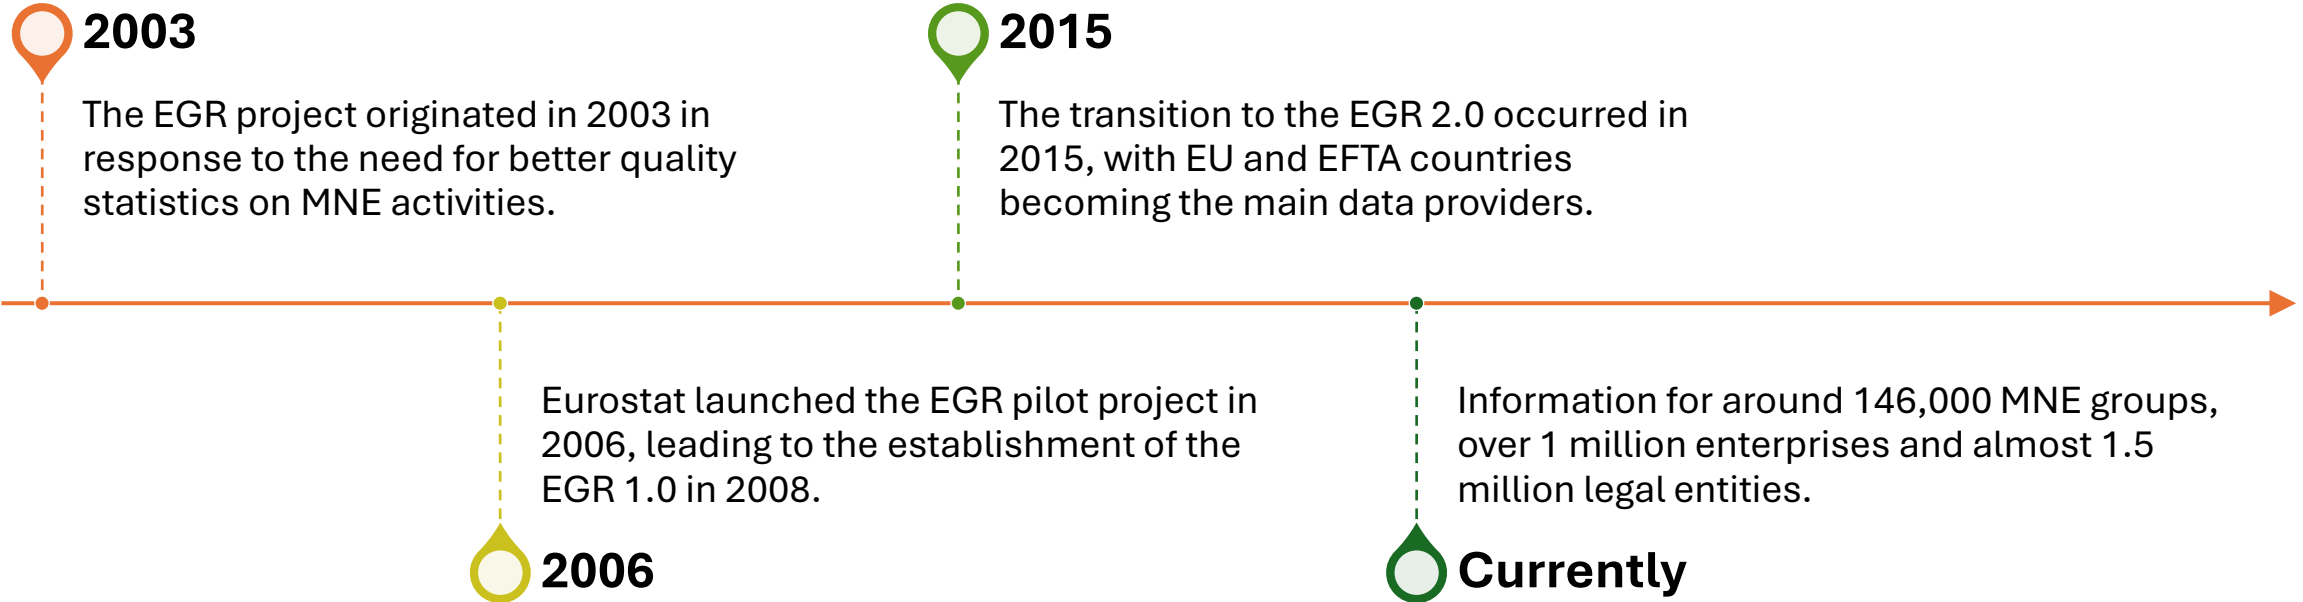 2003
The EGR project originated in 2003 in
response to the need for better quality
statistics on MNE activities.
2015
The transition to the EGR 2.0 occurred in
2015, with EU and EFTA countries
becoming the main data providers.
Eurostat launched the EGR pilot project in
2006, leading to the establishment of the
EGR 1.0 in 2008.
2006
Information for around 146,000 MNE groups,
over 1 million enterprises and almost 1.5
million legal entities.
Currently